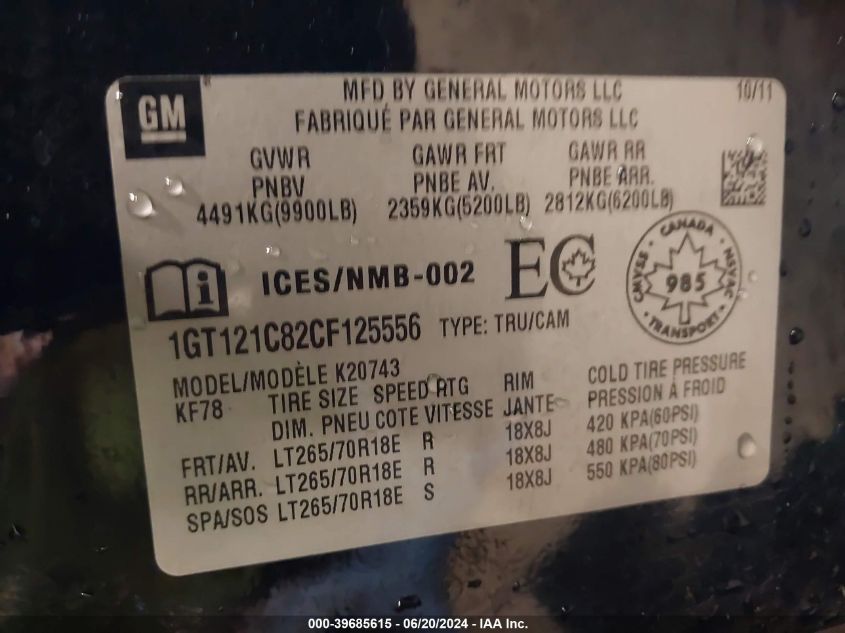 GM
MFD BY GENERAL MOTORS LLC 10/11
FABRIQUÉ PAR GENERAL MOTORS LLC
GVWR GAWR FRT GAWR RR
PNBV PNBE AV. PNBE ARR.
4491KG(9900LB) 2359KG(5200LB) 2812KG(6200LB)
ICES/NMB-002 EC
CANADA
CMVSS 985 NSVAC
TRANSPORT
1GT121C82CF125556 TYPE: TRU/CAM
MODEL/MODÈLE K20743
KF78 TIRE SIZE SPEED RTG RIM COLD TIRE PRESSURE
DIM. PNEU COTE VITESSE JANTE PRESSION À FROID
FRT/AV. LT265/70R18E R 18X8J 420 KPA(60PSI)
RR/ARR. LT265/70R18E R 18X8J 480 KPA(70PSI)
SPA/SOS LT265/70R18E S 18X8J 550 KPA(80PSI)
000-39685615 - 06/20/2024 - IAA Inc.